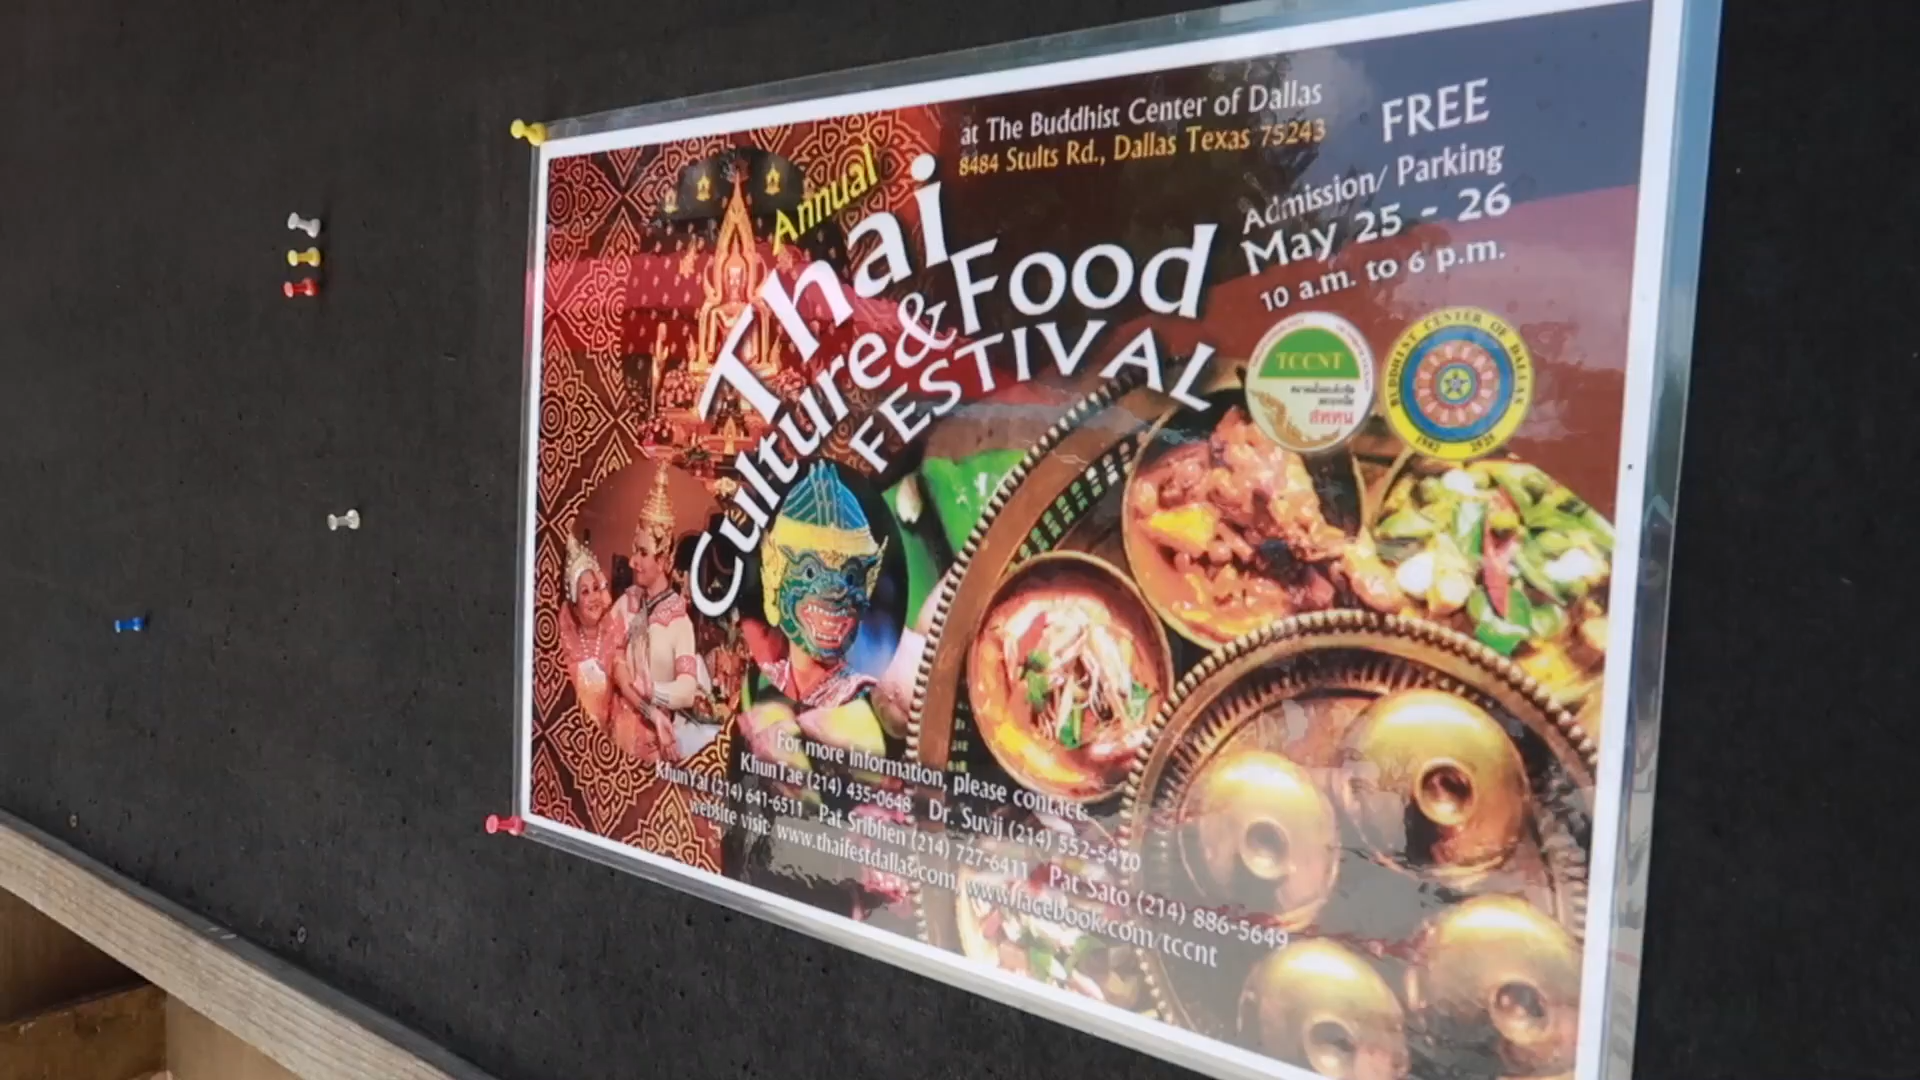 at The Buddhist Center of Dallas
8484 Stults Rd., Dallas Texas 75243
FREE
Admission/ Parking
May 25 - 26
10 a.m. to 6 p.m.
Annual
Thai
Culture & Food
FESTIVAL
TCCNT
BUDDHIST CENTER OF DALLAS
For more information, please contact:
KhunTae (214) 435-0648 Dr. Suvij (214) 552-5470
KhunYai (214) 641-6511 Pat Sribhen (214) 727-6411 Pat Sato (214) 886-5649
website visit: www.thaifestdallas.com, www.facebook.com/tccnt